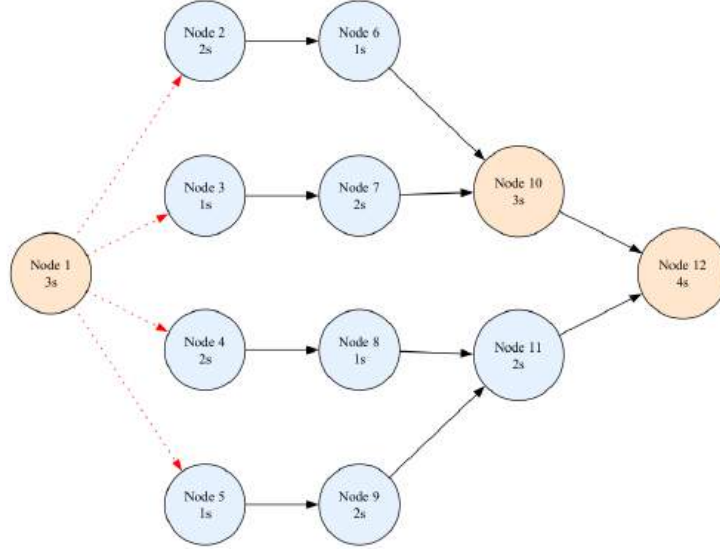 Node 2
2s
Node 6
1s
Node 3
1s
Node 7
2s
Node 10
3s
Node 1
3s
Node 12
4s
Node 4
2s
Node 8
1s
Node 11
2s
Node 5
1s
Node 9
2s